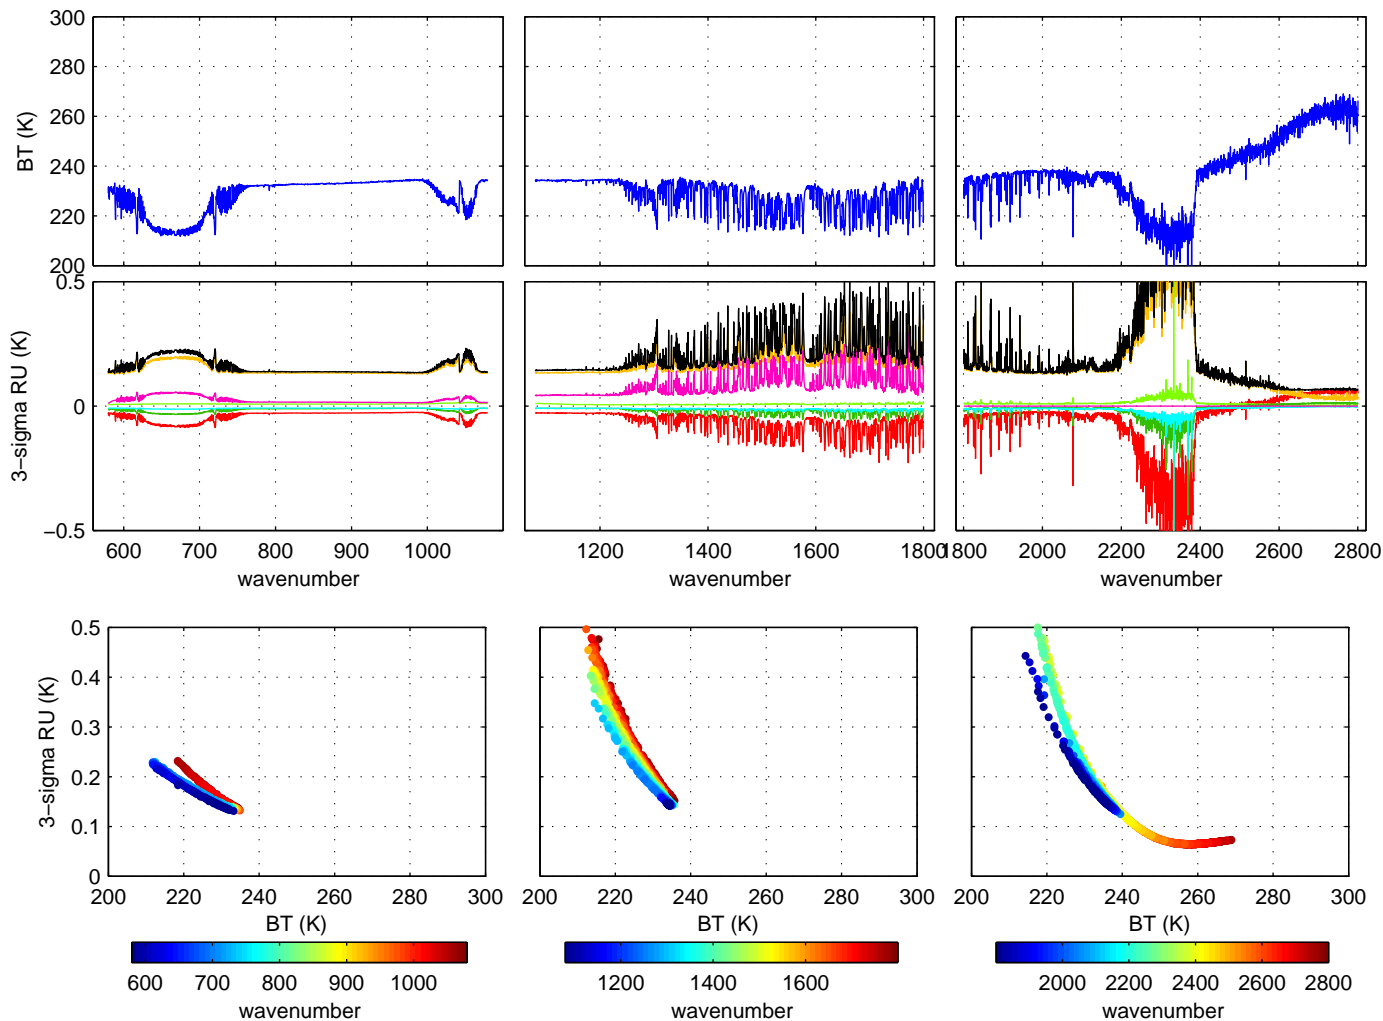 300
280
260
240
220
200
BT (K)
0.5
0
−0.5
3−sigma RU (K)
600 700 800 900 1000
1200 1400 1600 1800
1800 2000 2200 2400 2600 2800
wavenumber wavenumber wavenumber
0.5
0.4
0.3
0.2
0.1
0
3−sigma RU (K)
200 220 240 260 280 300
200 220 240 260 280 300
200 220 240 260 280 300
BT (K) BT (K) BT (K)
600 700 800 900 1000
1200 1400 1600
2000 2200 2400 2600 2800
wavenumber wavenumber wavenumber